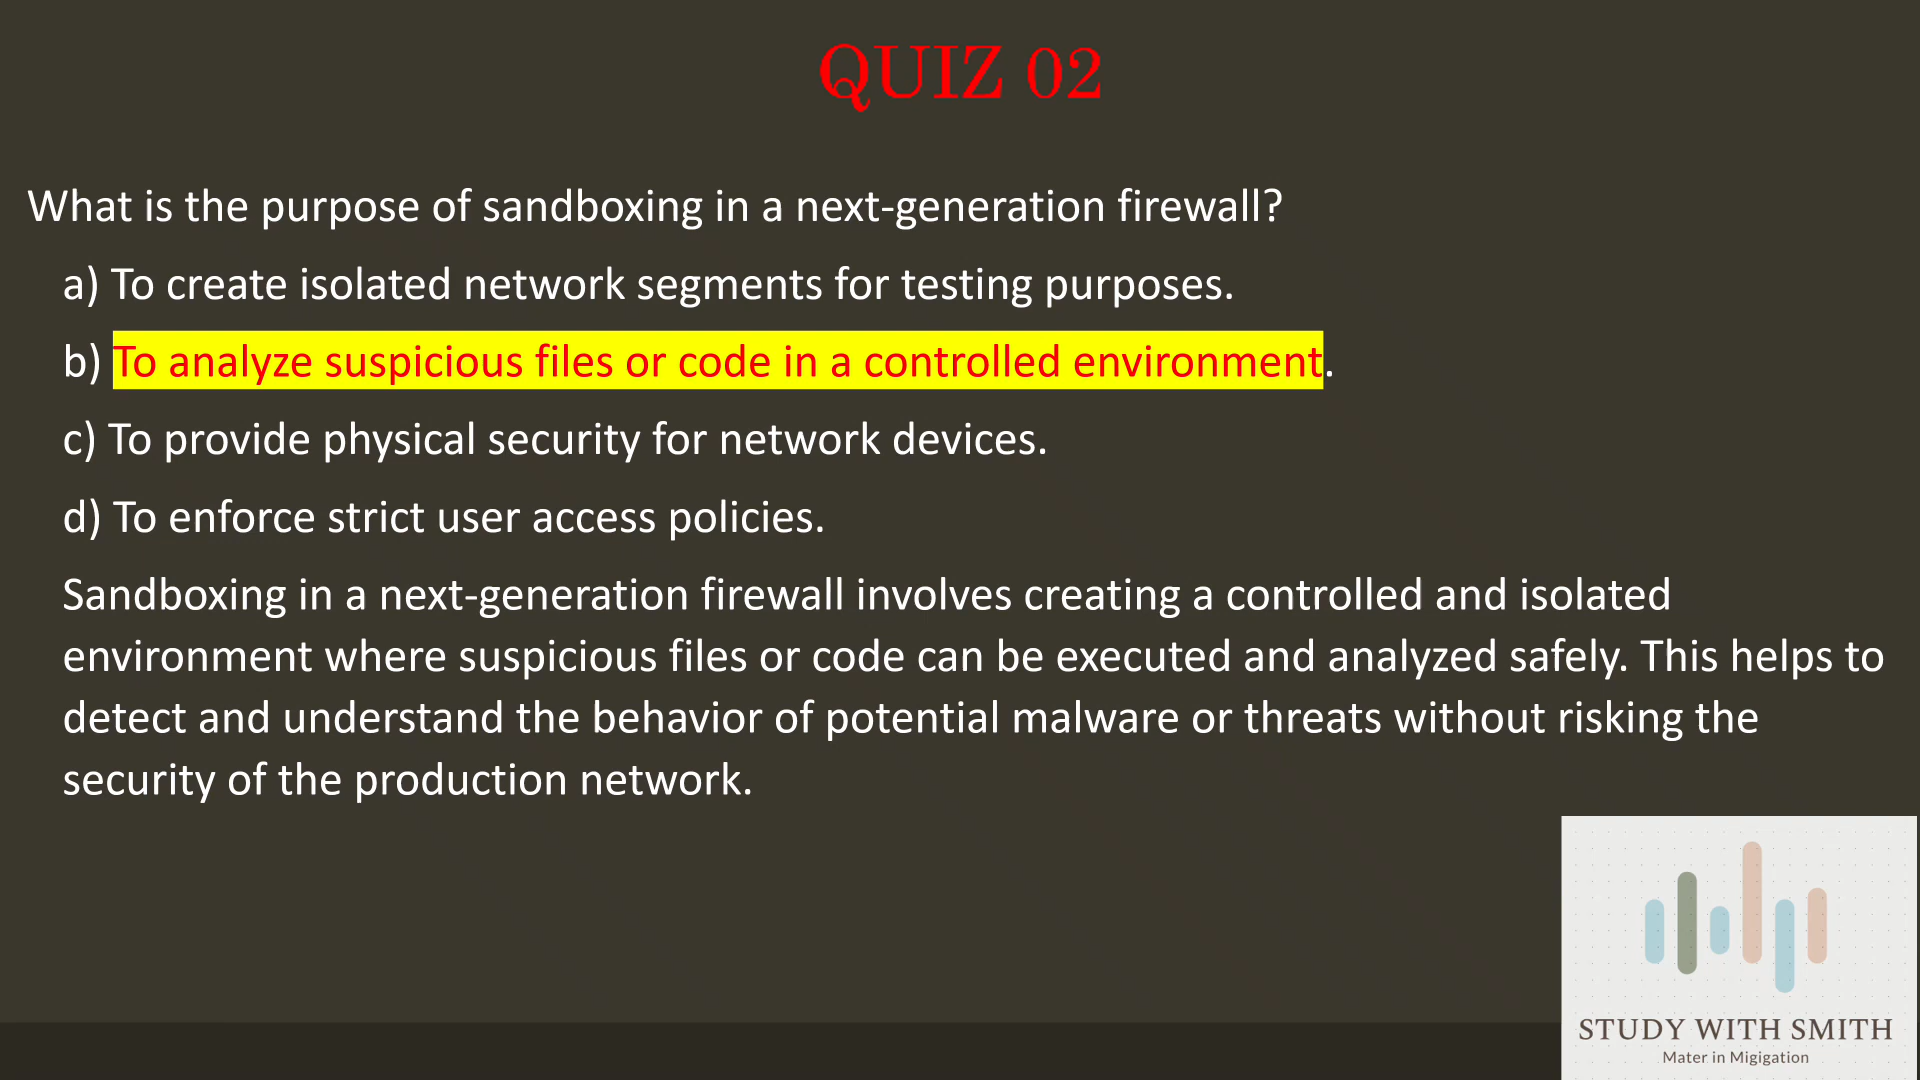 QUIZ 02
What is the purpose of sandboxing in a next-generation firewall?
a) To create isolated network segments for testing purposes.
b) To analyze suspicious files or code in a controlled environment.
c) To provide physical security for network devices.
d) To enforce strict user access policies.
Sandboxing in a next-generation firewall involves creating a controlled and isolated
environment where suspicious files or code can be executed and analyzed safely. This helps to
detect and understand the behavior of potential malware or threats without risking the
security of the production network.
STUDY WITH SMITH
Mater in Migigation